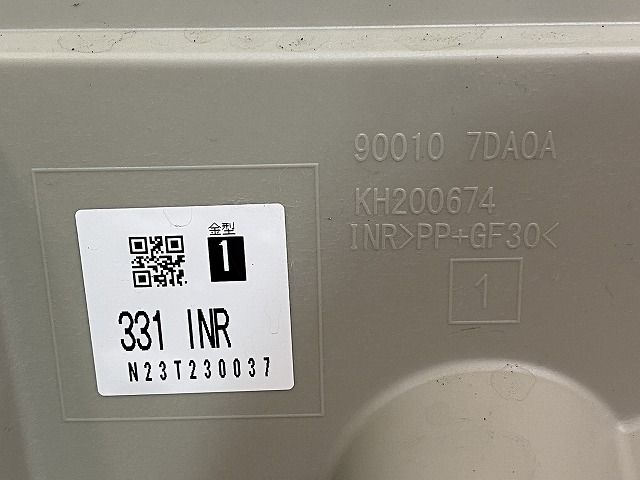 90010 7DA0A
KH200674
INR>PP+GF30<
1
金型
1
331 INR
N23T230037